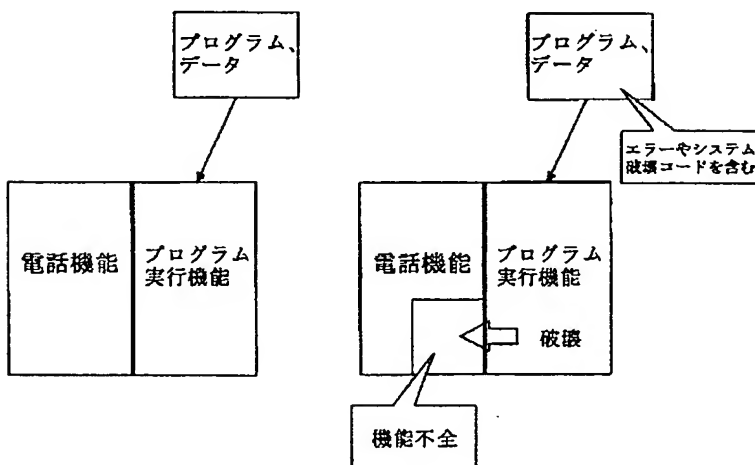 プログラム、
データ
電話機能
プログラム
実行機能
プログラム、
データ
エラーやシステム
破壊コードを含む
電話機能
プログラム
実行機能
破壊
機能不全